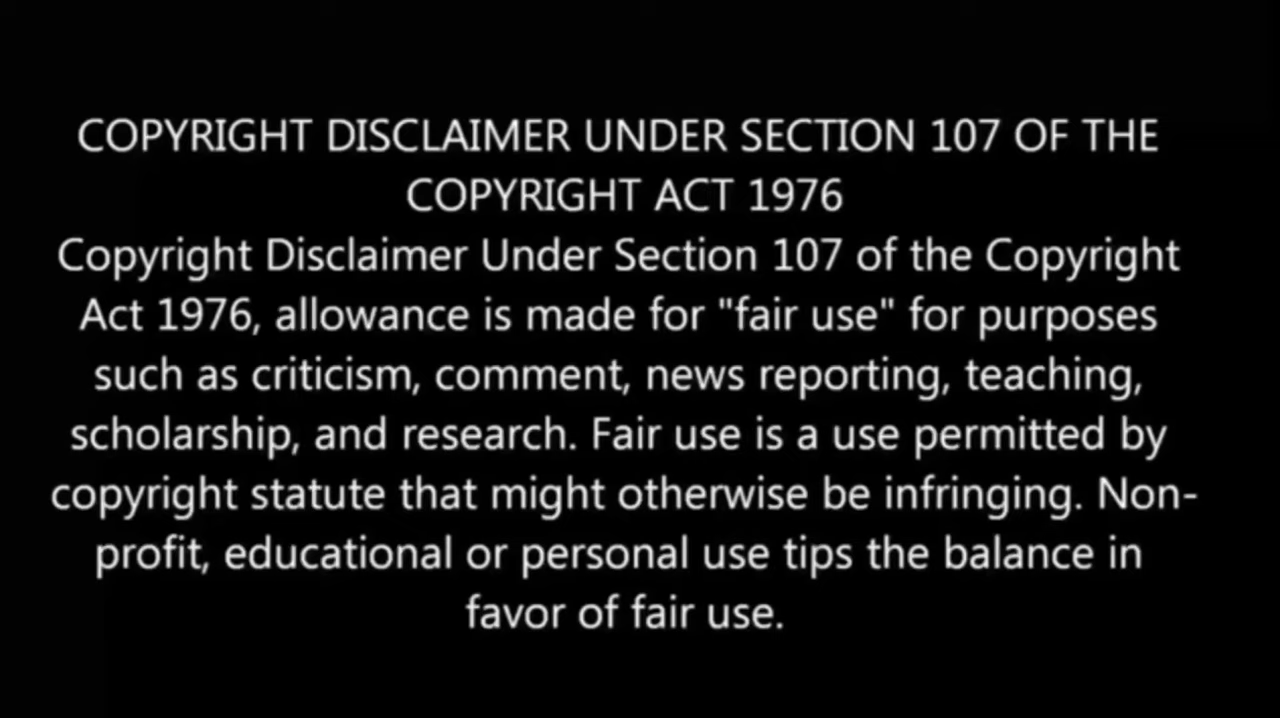 COPYRIGHT DISCLAIMER UNDER SECTION 107 OF THE
COPYRIGHT ACT 1976
Copyright Disclaimer Under Section 107 of the Copyright
Act 1976, allowance is made for "fair use" for purposes
such as criticism, comment, news reporting, teaching,
scholarship, and research. Fair use is a use permitted by
copyright statute that might otherwise be infringing. Non-
profit, educational or personal use tips the balance in
favor of fair use.